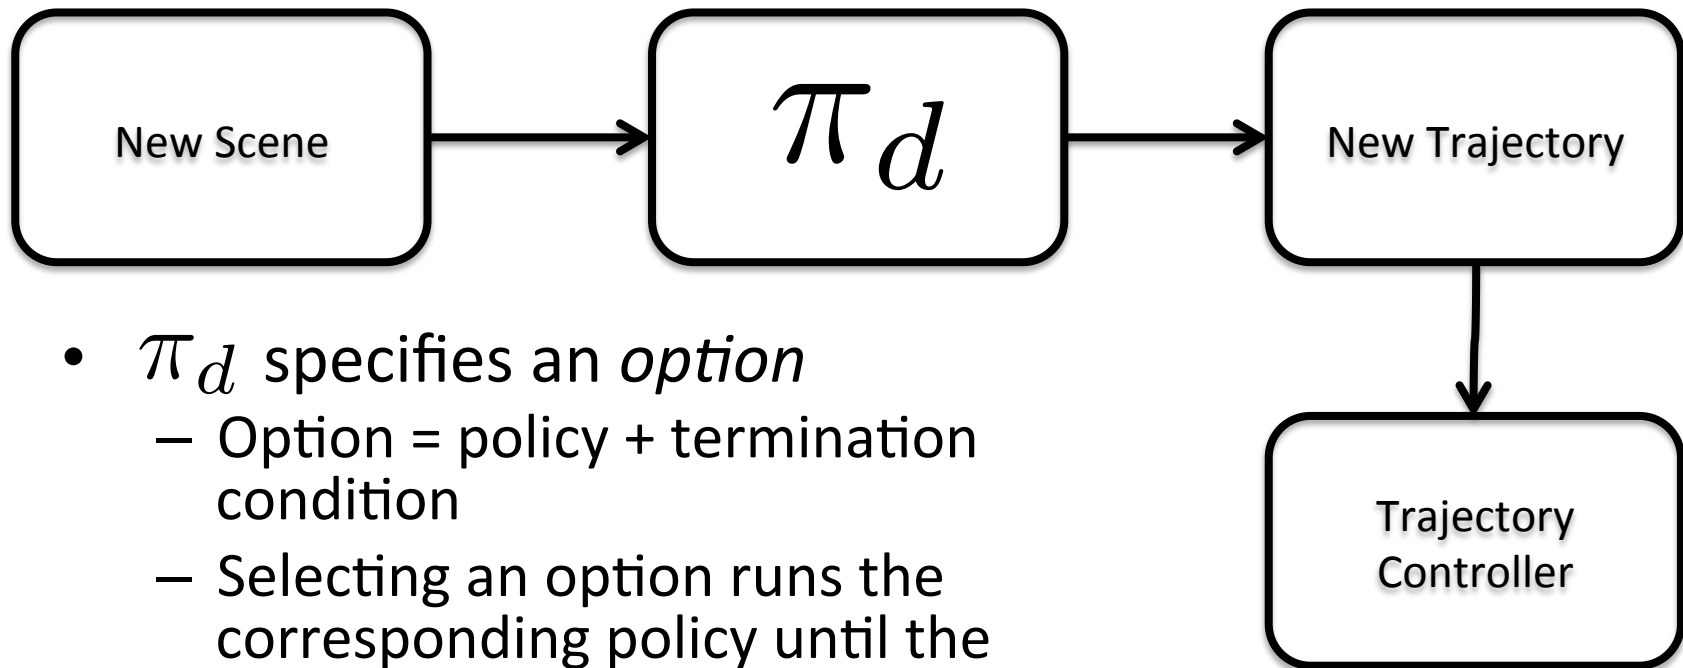 New Scene
π_d
New Trajectory
• π_d specifies an option
– Option = policy + termination
condition
– Selecting an option runs the
corresponding policy until the
Trajectory
Controller